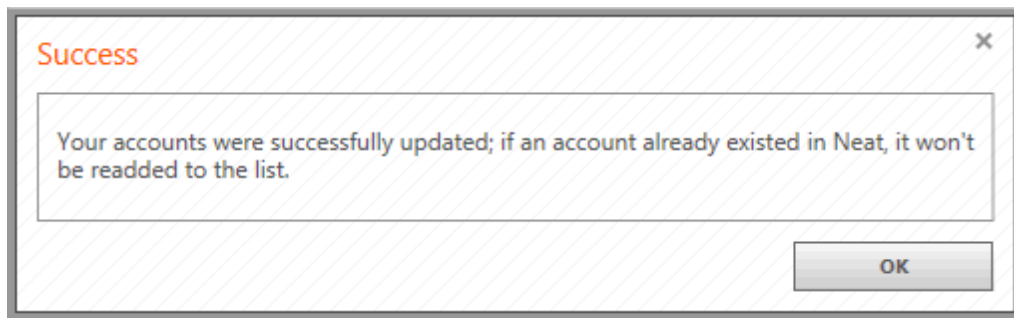 Success
×
Your accounts were successfully updated; if an account already existed in Neat, it won't
be readded to the list.
OK